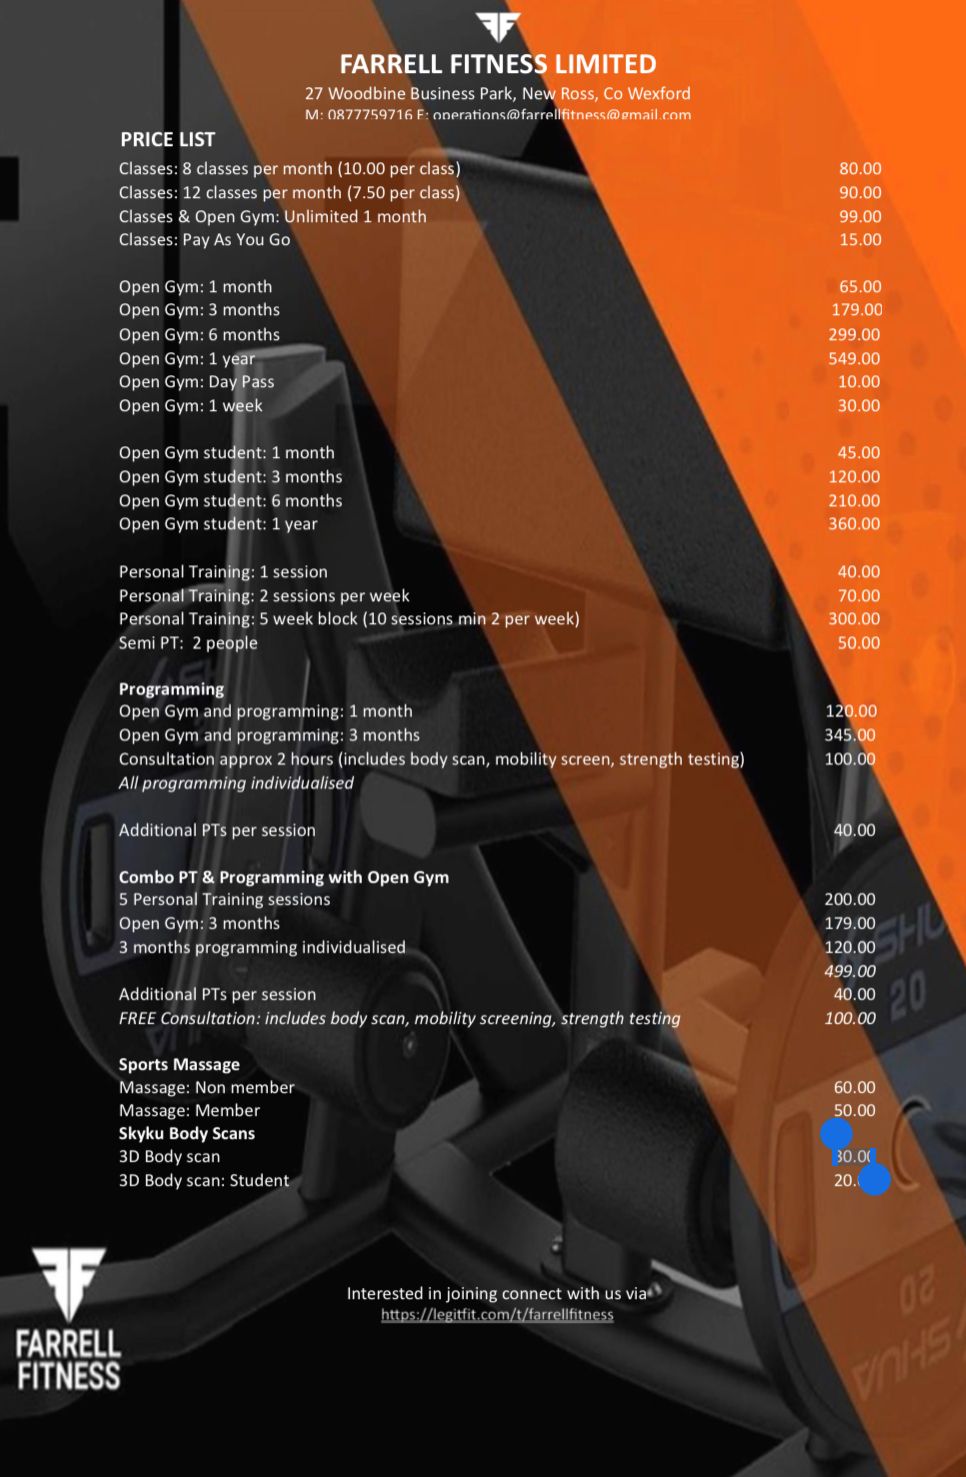 FARRELL FITNESS LIMITED
27 Woodbine Business Park, New Ross, Co Wexford
M: 0877759716 E: operations@farrellfitness@gmail.com
PRICE LIST
Classes: 8 classes per month (10.00 per class) 80.00
Classes: 12 classes per month (7.50 per class) 90.00
Classes & Open Gym: Unlimited 1 month 99.00
Classes: Pay As You Go 15.00
Open Gym: 1 month 65.00
Open Gym: 3 months 179.00
Open Gym: 6 months 299.00
Open Gym: 1 year 549.00
Open Gym: Day Pass 10.00
Open Gym: 1 week 30.00
Open Gym student: 1 month 45.00
Open Gym student: 3 months 120.00
Open Gym student: 6 months 210.00
Open Gym student: 1 year 360.00
Personal Training: 1 session 40.00
Personal Training: 2 sessions per week 70.00
Personal Training: 5 week block (10 sessions min 2 per week) 300.00
Semi PT:  2 people 50.00
Programming
Open Gym and programming: 1 month 120.00
Open Gym and programming: 3 months 345.00
Consultation approx 2 hours (includes body scan, mobility screen, strength testing) 100.00
All programming individualised
Additional PTs per session 40.00
Combo PT & Programming with Open Gym
5 Personal Training sessions 200.00
Open Gym: 3 months 179.00
3 months programming individualised 120.00
499.00
Additional PTs per session 40.00
FREE Consultation: includes body scan, mobility screening, strength testing 100.00
Sports Massage
Massage: Non member 60.00
Massage: Member 50.00
Skyku Body Scans
3D Body scan 30.00
3D Body scan: Student 20.
SHU
20
Interested in joining connect with us via
https://legitfit.com/t/farrellfitness
FARRELL
FITNESS